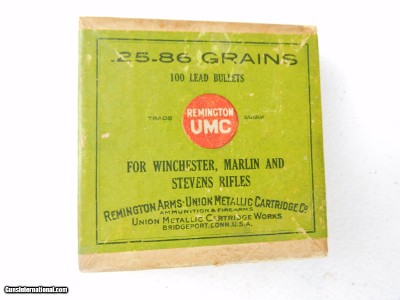 .25-86 GRAINS
100 LEAD BULLETS
TRADE REMINGTON UMC MARK
FOR WINCHESTER, MARLIN AND
STEVENS RIFLES
REMINGTON ARMS-UNION METALLIC CARTRIDGE CO
AMMUNITION & FIREARMS
UNION METALLIC CARTRIDGE WORKS
BRIDGEPORT, CONN. U.S.A.
GunsInternational.com